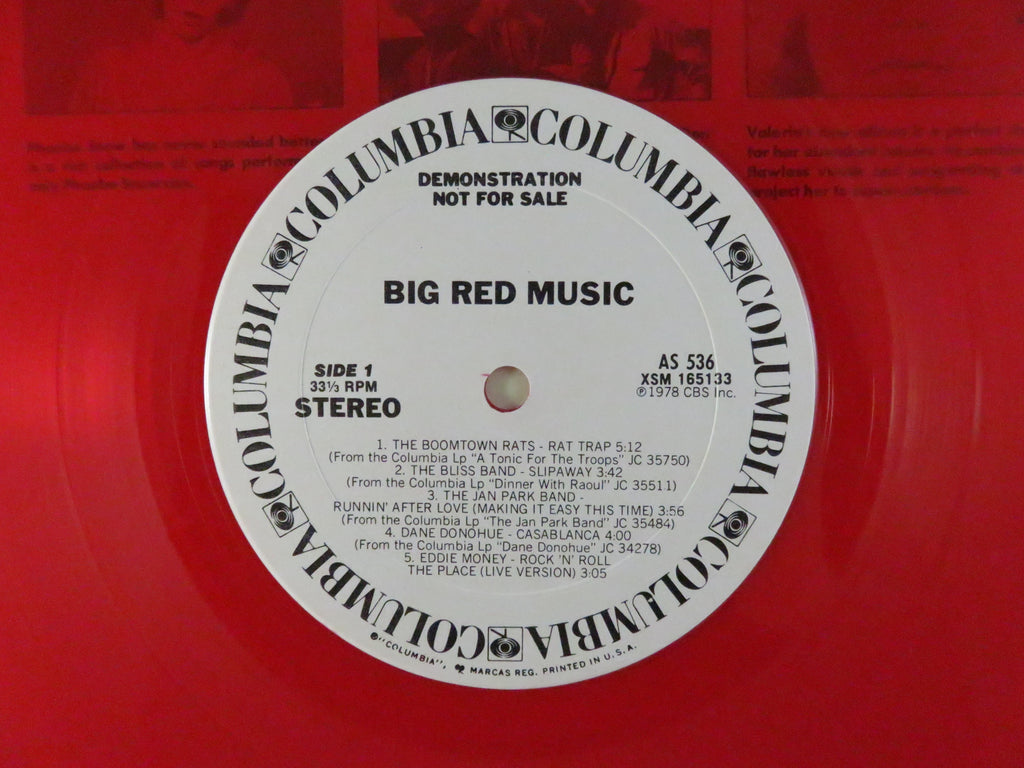 COLUMBIA COLUMBIA COLUMBIA COLUMBIA COLUMBIA COLUMBIA COLUMBIA COLUMBIA
DEMONSTRATION
NOT FOR SALE
BIG RED MUSIC
SIDE 1
33⅓ RPM
STEREO
AS 536
XSM 165133
℗1978 CBS Inc.
1. THE BOOMTOWN RATS - RAT TRAP 5:12
(From the Columbia Lp "A Tonic For The Troops" JC 35750)
2. THE BLISS BAND - SLIPAWAY 3:42
(From the Columbia Lp "Dinner With Raoul" JC 35511)
3. THE JAN PARK BAND -
RUNNIN' AFTER LOVE (MAKING IT EASY THIS TIME) 3:56
(From the Columbia Lp "The Jan Park Band" JC 35484)
4. DANE DONOHUE - CASABLANCA 4:00
(From the Columbia Lp "Dane Donohue" JC 34278)
5. EDDIE MONEY - ROCK 'N' ROLL
THE PLACE (LIVE VERSION) 3:05
"COLUMBIA", MARCAS REG. PRINTED IN U.S.A.